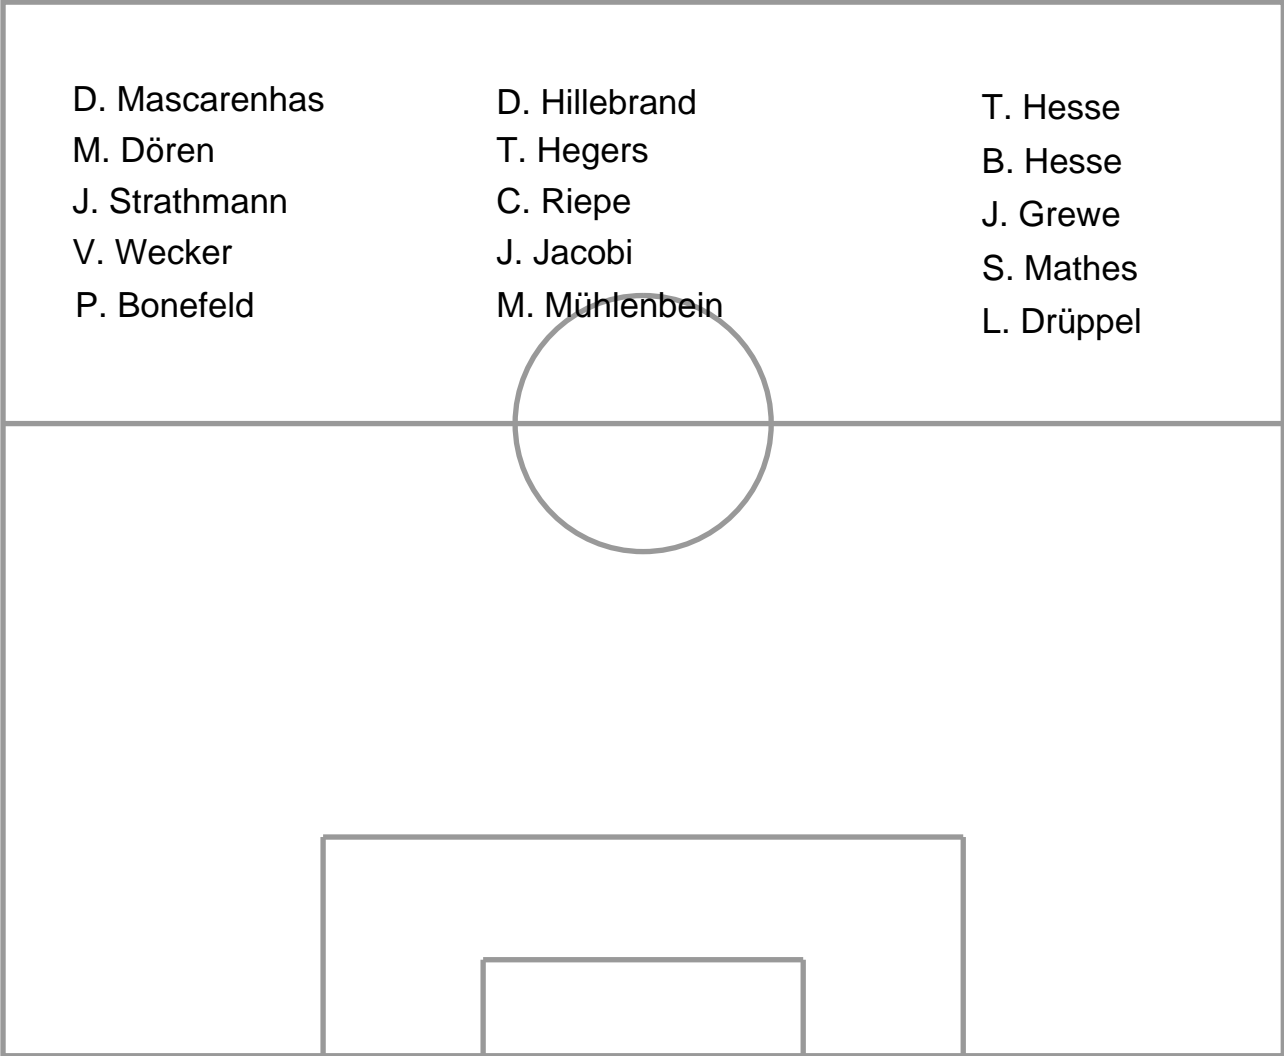 D. Mascarenhas
M. Dören
J. Strathmann
V. Wecker
P. Bonefeld
D. Hillebrand
T. Hegers
C. Riepe
J. Jacobi
M. Mühlenbein
T. Hesse
B. Hesse
J. Grewe
S. Mathes
L. Drüppel